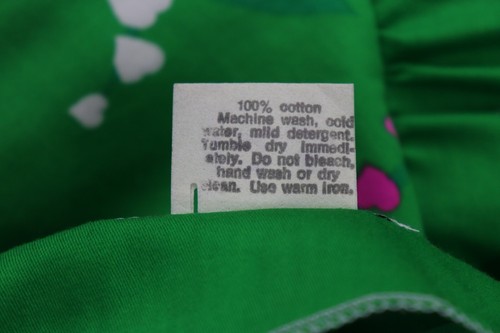 100% cotton
Machine wash, cold
water, mild detergent.
Tumble dry immedi-
ately. Do not bleach,
hand wash or dry
clean. Use warm iron.